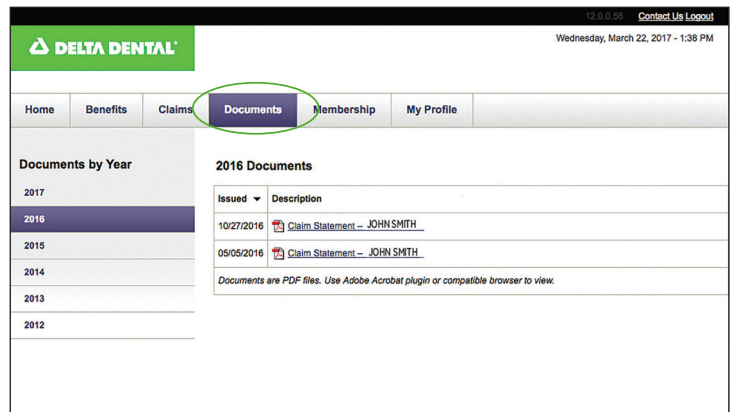 12.0.0.56 Contact Us Logout
Wednesday, March 22, 2017 - 1:38 PM
DELTA DENTAL®
Home Benefits Claims Documents Membership My Profile
Documents by Year
2017
2016
2015
2014
2013
2012
2016 Documents
Issued Description
10/27/2016 Claim Statement – JOHN SMITH
05/05/2016 Claim Statement – JOHN SMITH
Documents are PDF files. Use Adobe Acrobat plugin or compatible browser to view.